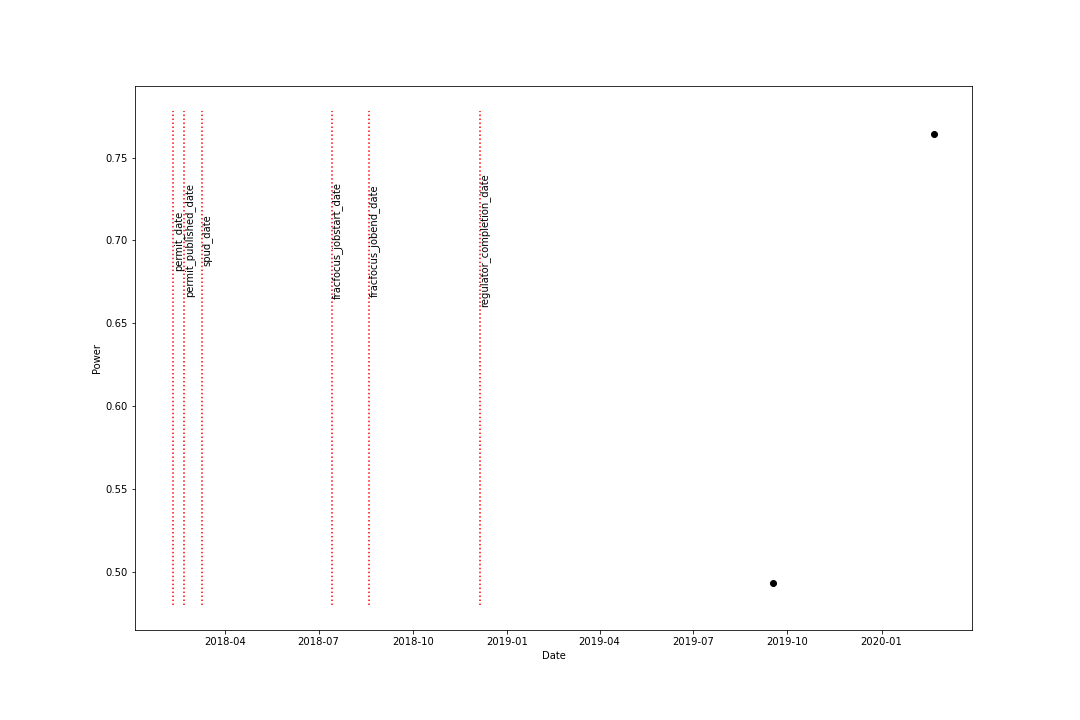 0.75
0.70
0.65
0.60
0.55
0.50
Power
permit_date
permit_published_date
spud_date
fracfocus_jobstart_date
fracfocus_jobend_date
regulator_completion_date
2018-04
2018-07
2018-10
2019-01
2019-04
2019-07
2019-10
2020-01
Date